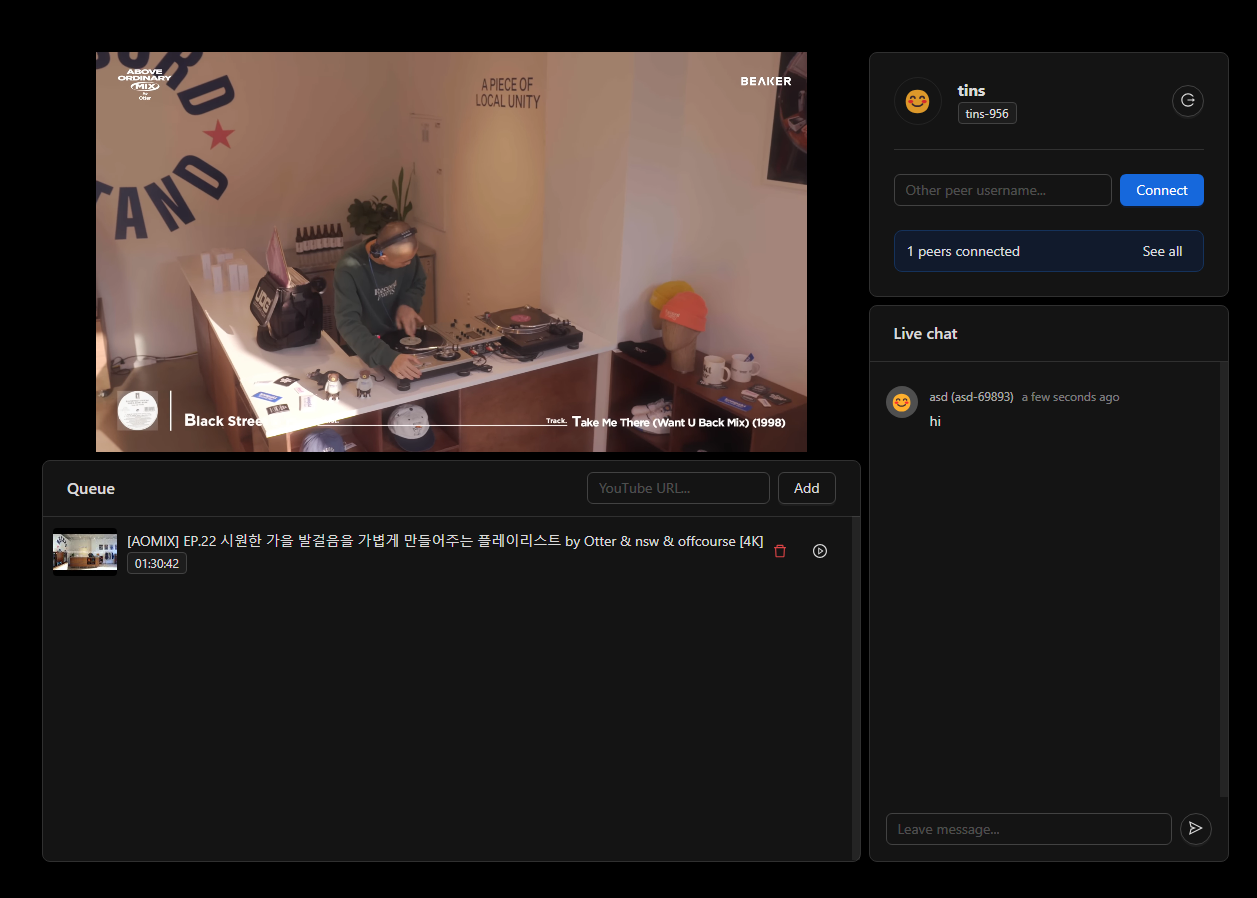 ORD
STAND
ABOVE
ORDINARY
MIX
by
Otter
A PIECE OF
LOCAL UNITY
BEAKER
UDG
Black Stree
Track.
Take Me There (Want U Back Mix) (1998)
tins
tins-956
Other peer username...
Connect
1 peers connected
See all
Queue
YouTube URL...
Add
[AOMIX] EP.22 시원한 가을 발걸음을 가볍게 만들어주는 플레이리스트 by Otter & nsw & offcourse [4K]
01:30:42
Live chat
asd (asd-69893) a few seconds ago
hi
Leave message...